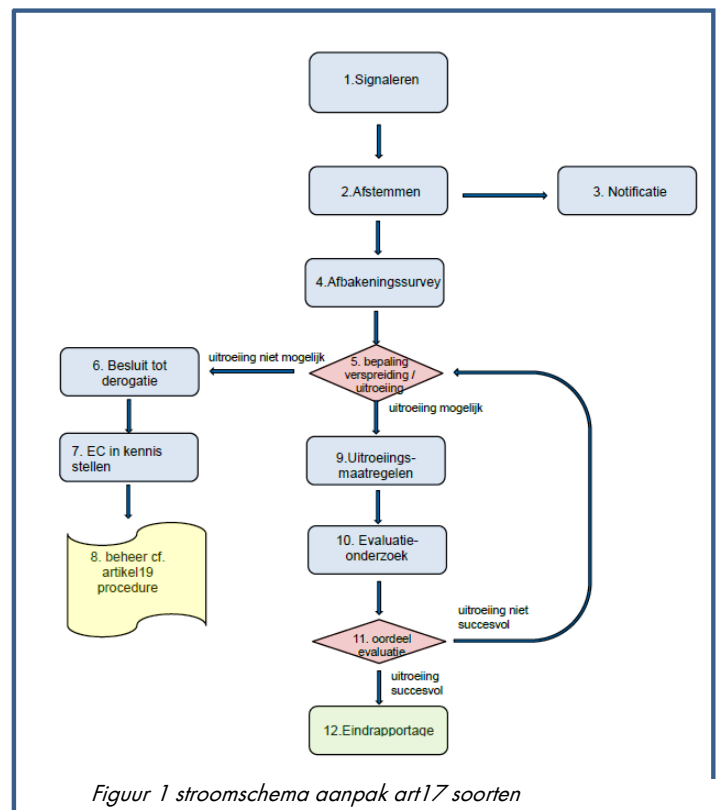 1.Signaleren
2.Afstemmen
3. Notificatie
4.Afbakeningssurvey
5. bepaling
verspreiding /
uitroeiing
uitroeiing niet mogelijk
6. Besluit tot
derogatie
uitroeiing mogelijk
7. EC in kennis
stellen
8. beheer cf.
artikel19
procedure
9.Uitroeiings-
maatregelen
10. Evaluatie-
onderzoek
11. oordeel
evaluatie
uitroeiing niet
succesvol
uitroeiing
succesvol
12.Eindrapportage
Figuur 1 stroomschema aanpak art17 soorten